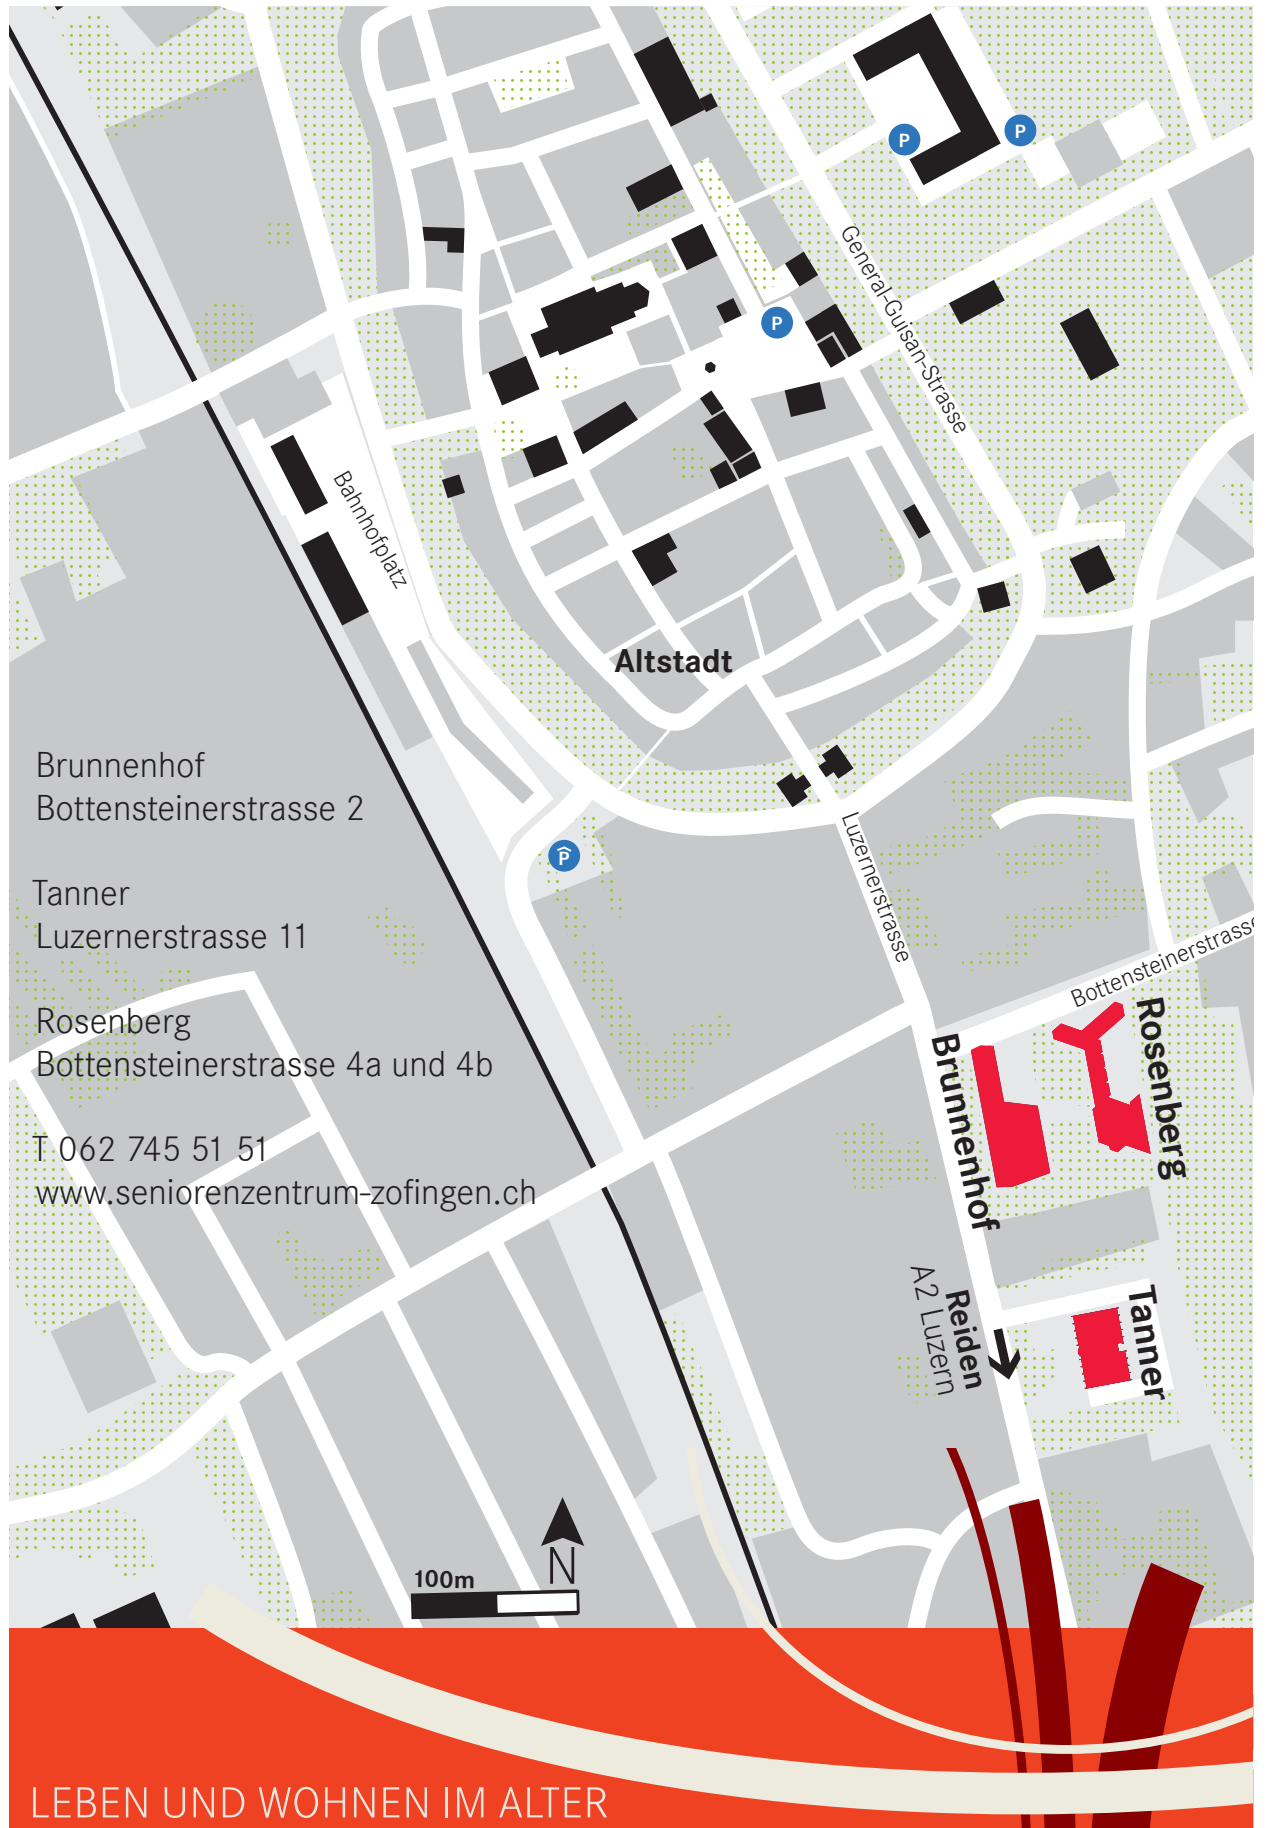 P
P
General-Guisan-Strasse
P
Bahnhofplatz
Altstadt
Brunnenhof
Bottensteinerstrasse 2
Tanner
Luzernerstrasse 11
Rosenberg
Bottensteinerstrasse 4a und 4b
T 062 745 51 51
www.seniorenzentrum-zofingen.ch
P
Luzernerstrasse
Bottensteinerstrasse
Rosenberg
Brunnenhof
Reiden
A2 Luzern
Tanner
100m
N
LEBEN UND WOHNEN IM ALTER